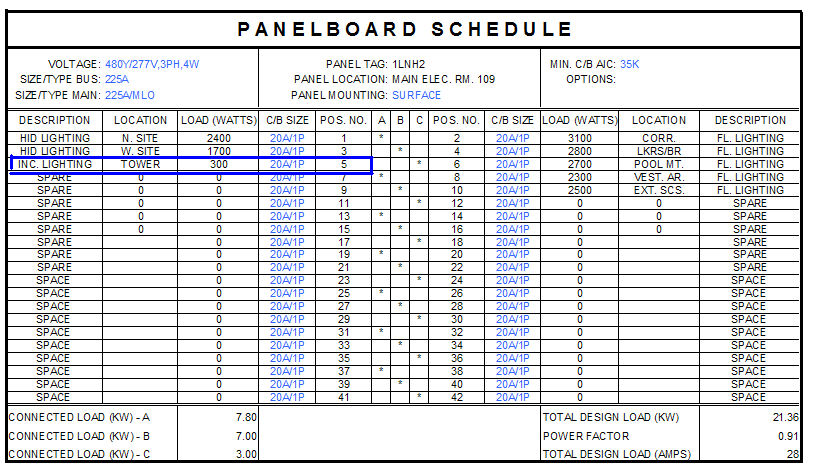 PANELBOARD SCHEDULE
VOLTAGE: 480Y/277V,3PH,4W PANEL TAG: 1LNH2 MIN. C/B AIC: 35K
SIZE/TYPE BUS: 225A PANEL LOCATION: MAIN ELEC. RM. 109 OPTIONS:
SIZE/TYPE MAIN: 225A/MLO PANEL MOUNTING: SURFACE
DESCRIPTION LOCATION LOAD (WATTS) C/B SIZE POS. NO. A B C POS. NO. C/B SIZE LOAD (WATTS) LOCATION DESCRIPTION
HID LIGHTING N. SITE 2400 20A/1P 1 * 2 20A/1P 3100 CORR. FL. LIGHTING
HID LIGHTING W. SITE 1700 20A/1P 3 * 4 20A/1P 2800 LKRS/BR FL. LIGHTING
INC. LIGHTING TOWER 300 20A/1P 5 * 6 20A/1P 2700 POOL MT. FL. LIGHTING
SPARE 0 0 20A/1P 7 * 8 20A/1P 2300 VEST. AR. FL. LIGHTING
SPARE 0 0 20A/1P 9 * 10 20A/1P 2500 EXT. SCS. FL. LIGHTING
SPARE 0 0 20A/1P 11 * 12 20A/1P 0 0 SPARE
SPARE 0 0 20A/1P 13 * 14 20A/1P 0 0 SPARE
SPARE 0 0 20A/1P 15 * 16 20A/1P 0 0 SPARE
SPARE 0 20A/1P 17 * 18 20A/1P 0 SPARE
SPARE 0 20A/1P 19 * 20 20A/1P 0 SPARE
SPARE 0 20A/1P 21 * 22 20A/1P 0 SPARE
SPACE 0 20A/1P 23 * 24 20A/1P 0 SPACE
SPACE 0 20A/1P 25 * 26 20A/1P 0 SPACE
SPACE 0 20A/1P 27 * 28 20A/1P 0 SPACE
SPACE 0 20A/1P 29 * 30 20A/1P 0 SPACE
SPACE 0 20A/1P 31 * 32 20A/1P 0 SPACE
SPACE 0 20A/1P 33 * 34 20A/1P 0 SPACE
SPACE 0 20A/1P 35 * 36 20A/1P 0 SPACE
SPACE 0 20A/1P 37 * 38 20A/1P 0 SPACE
SPACE 0 20A/1P 39 * 40 20A/1P 0 SPACE
SPACE 0 20A/1P 41 * 42 20A/1P 0 SPACE
CONNECTED LOAD (KW) - A 7.80 TOTAL DESIGN LOAD (KW) 21.36
CONNECTED LOAD (KW) - B 7.00 POWER FACTOR 0.91
CONNECTED LOAD (KW) - C 3.00 TOTAL DESIGN LOAD (AMPS) 28